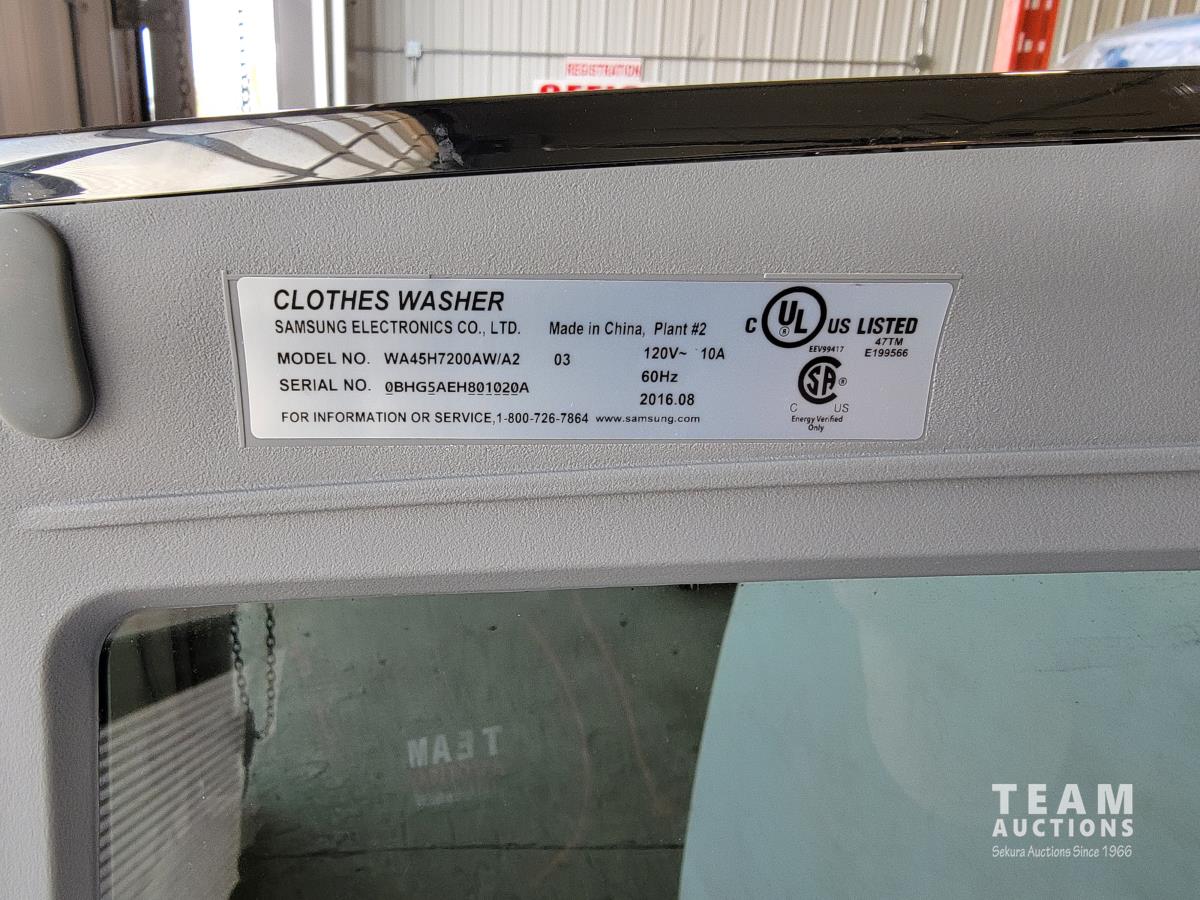 REGISTRATION
CLOTHES WASHER
SAMSUNG ELECTRONICS CO., LTD.
Made in China, Plant #2
MODEL NO. WA45H7200AW/A2 03
120V~ 10A
SERIAL NO. 0BHG5AEH801020A
60Hz
2016.08
FOR INFORMATION OR SERVICE,1-800-726-7864 www.samsung.com
C UL US LISTED
®
EEV99417
47TM
E199566
SA ®
C US
Energy Verified
Only
TEAM
TEAM
AUCTIONS
Sekura Auctions Since 1966